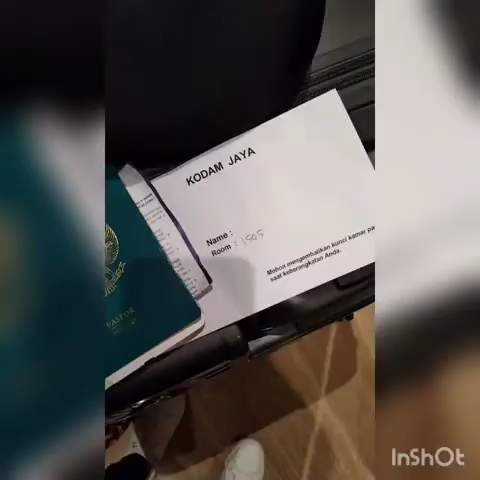 KODAM JAYA
Name :
Room : 1505
Mohon mengembalikan kunci kamar pa
saat keberangkatan Anda.
PASPOR
InShOt